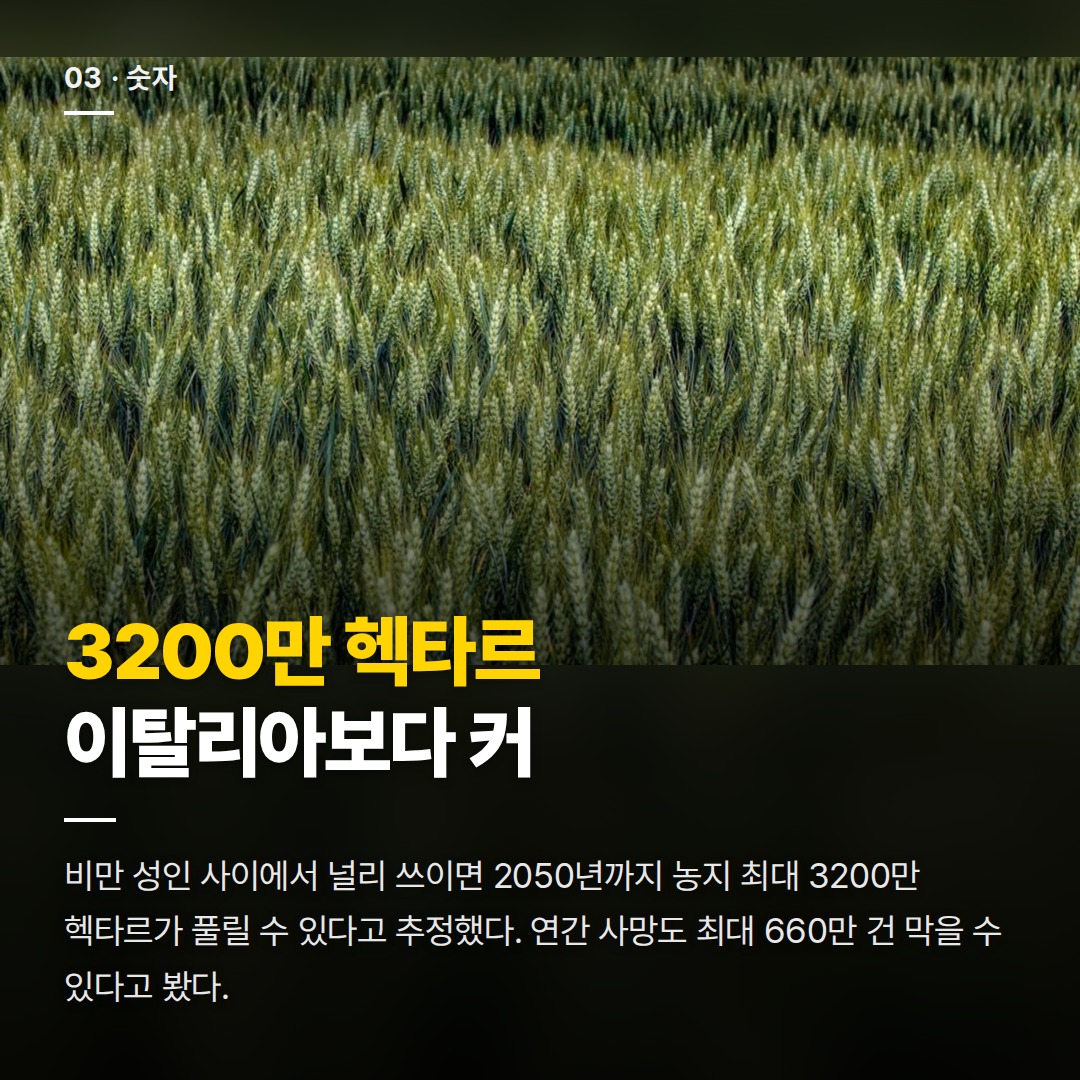 03 · 숫자
3200만 헥타르
이탈리아보다 커
비만 성인 사이에서 널리 쓰이면 2050년까지 농지 최대 3200만
헥타르가 풀릴 수 있다고 추정했다. 연간 사망도 최대 660만 건 막을 수
있다고 봤다.